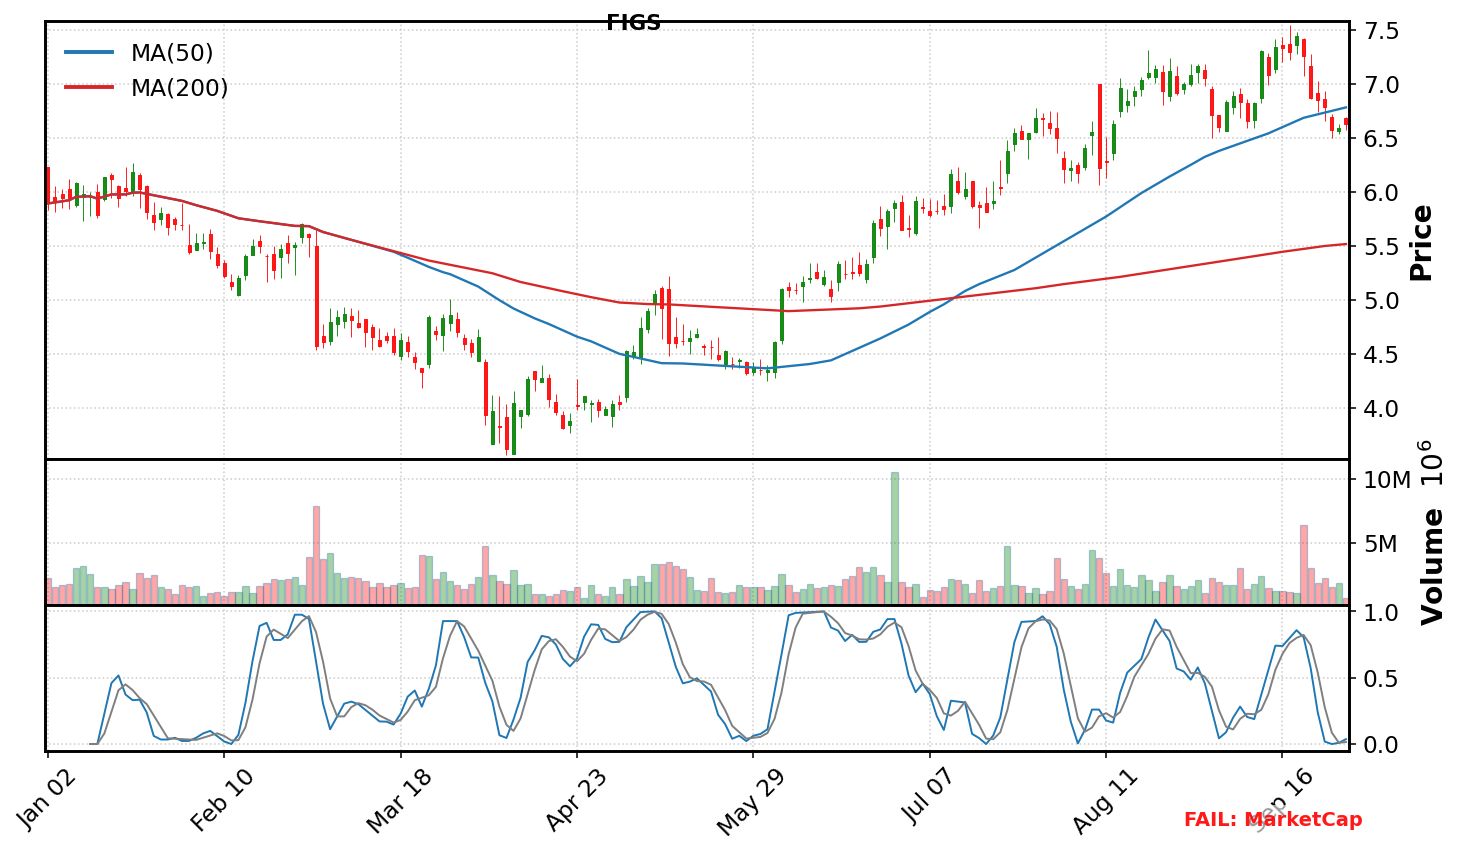 FIGS
MA(50)
MA(200)
7.5
7.0
6.5
6.0
5.5
5.0
4.5
4.0
Price
10M
5M
Volume 10^6
1.0
0.5
0.0
Jan 02
Feb 10
Mar 18
Apr 23
May 29
Jul 07
Aug 11
Sep 16
FAIL: MarketCap